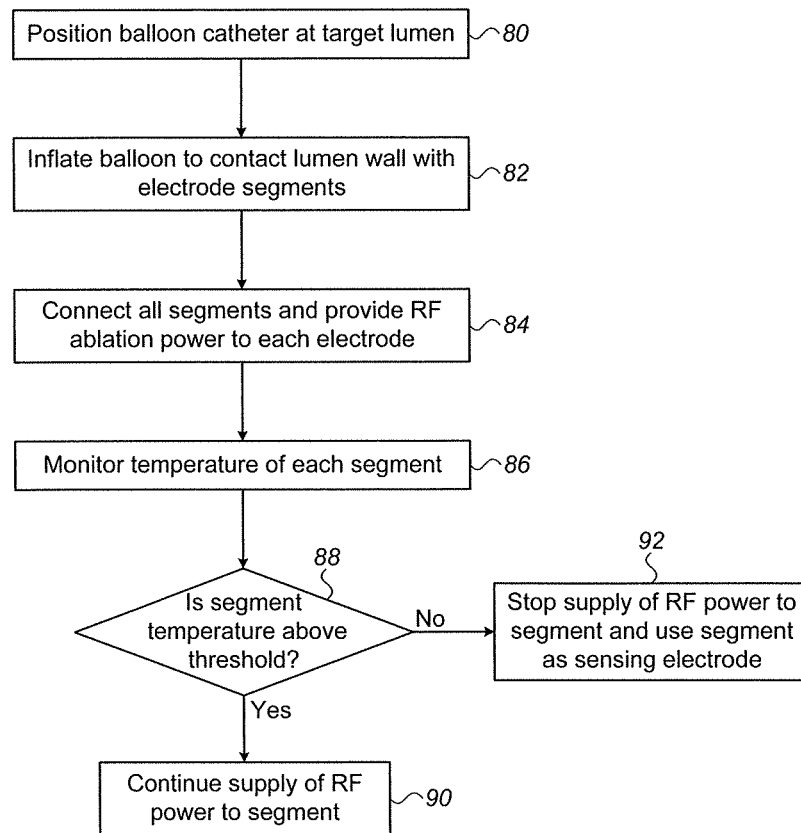 Position balloon catheter at target lumen
80
Inflate balloon to contact lumen wall with
electrode segments
82
Connect all segments and provide RF
ablation power to each electrode
84
Monitor temperature of each segment
86
88
Is segment
temperature above
threshold?
No
92
Stop supply of RF power to
segment and use segment
as sensing electrode
Yes
Continue supply of RF
power to segment
90